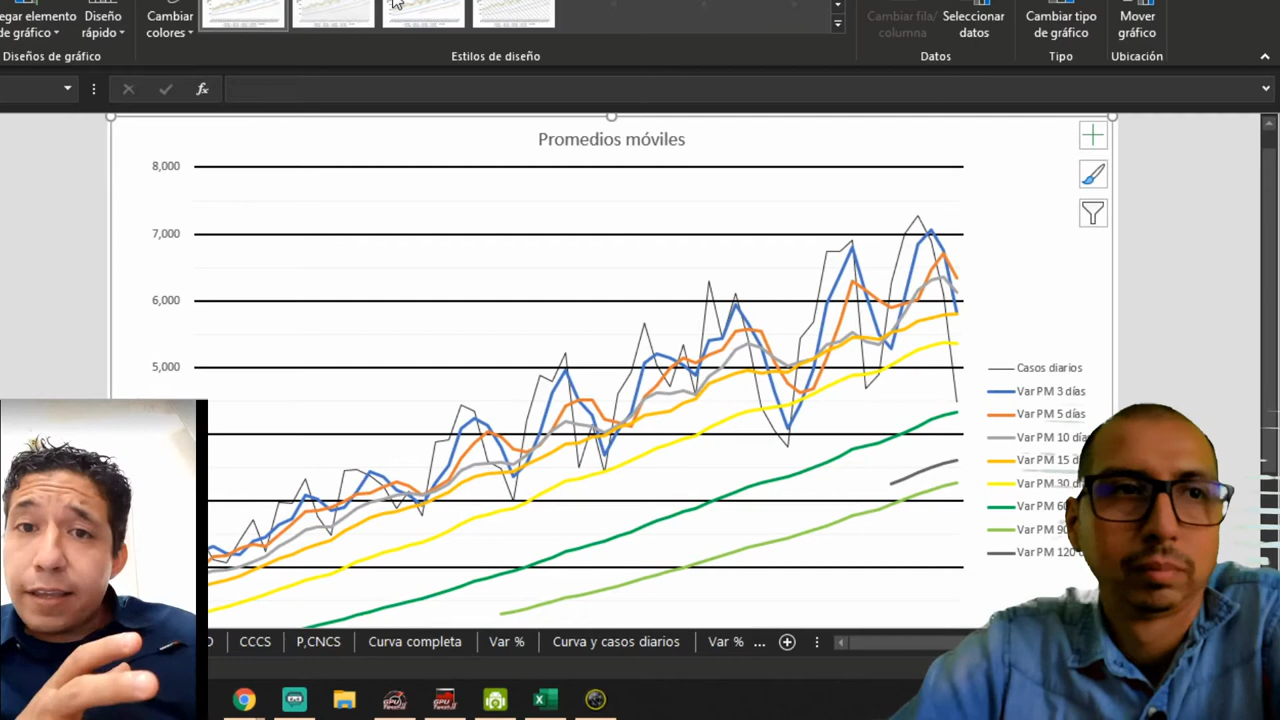 egar elemento
de gráfico
Diseño
rápido
Cambiar
colores
Cambiar fila/
columna
Seleccionar
datos
Cambiar tipo
de gráfico
Mover
gráfico
Diseños de gráfico
Estilos de diseño
Datos
Tipo
Ubicación
fx
Promedios móviles
8,000
7,000
6,000
5,000
Casos diarios
Var PM 3 días
Var PM 5 días
Var PM 10 día
Var PM 15 d
Var PM 30 d
Var PM 60
Var PM 90
Var PM 120
CCCS
P,CNCS
Curva completa
Var %
Curva y casos diarios
Var % ...